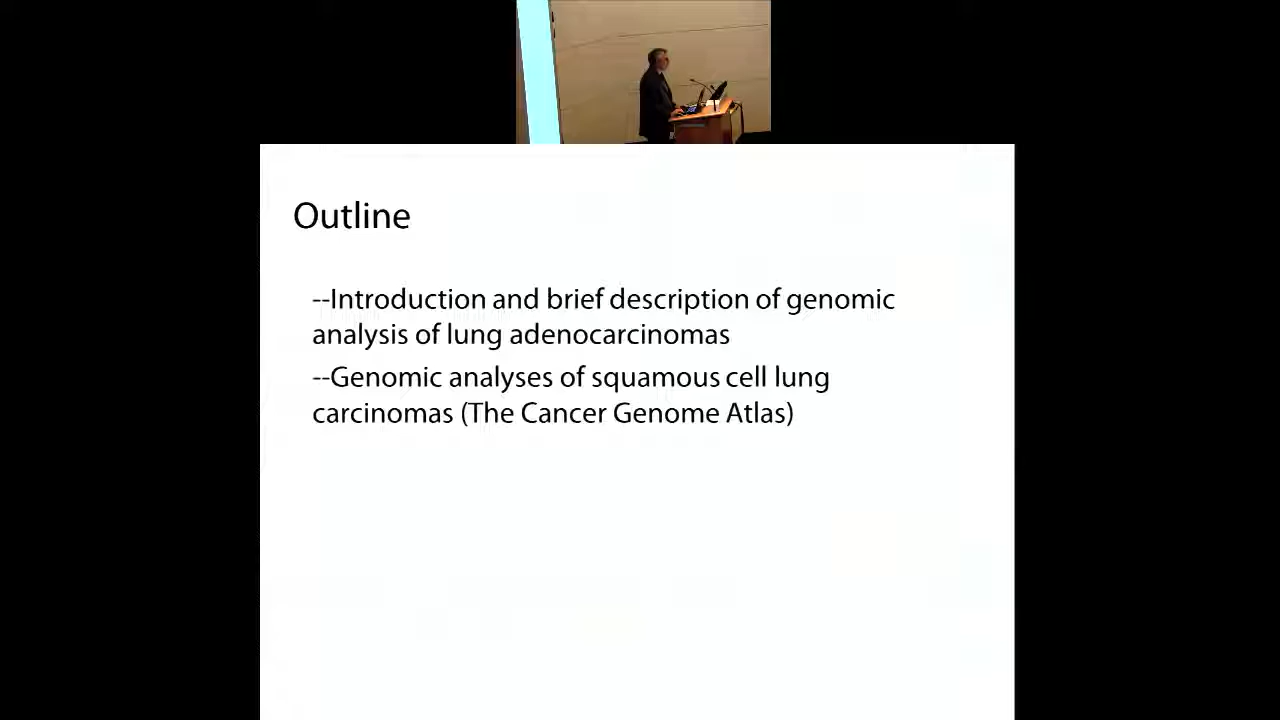 Outline
--Introduction and brief description of genomic
analysis of lung adenocarcinomas
--Genomic analyses of squamous cell lung
carcinomas (The Cancer Genome Atlas)